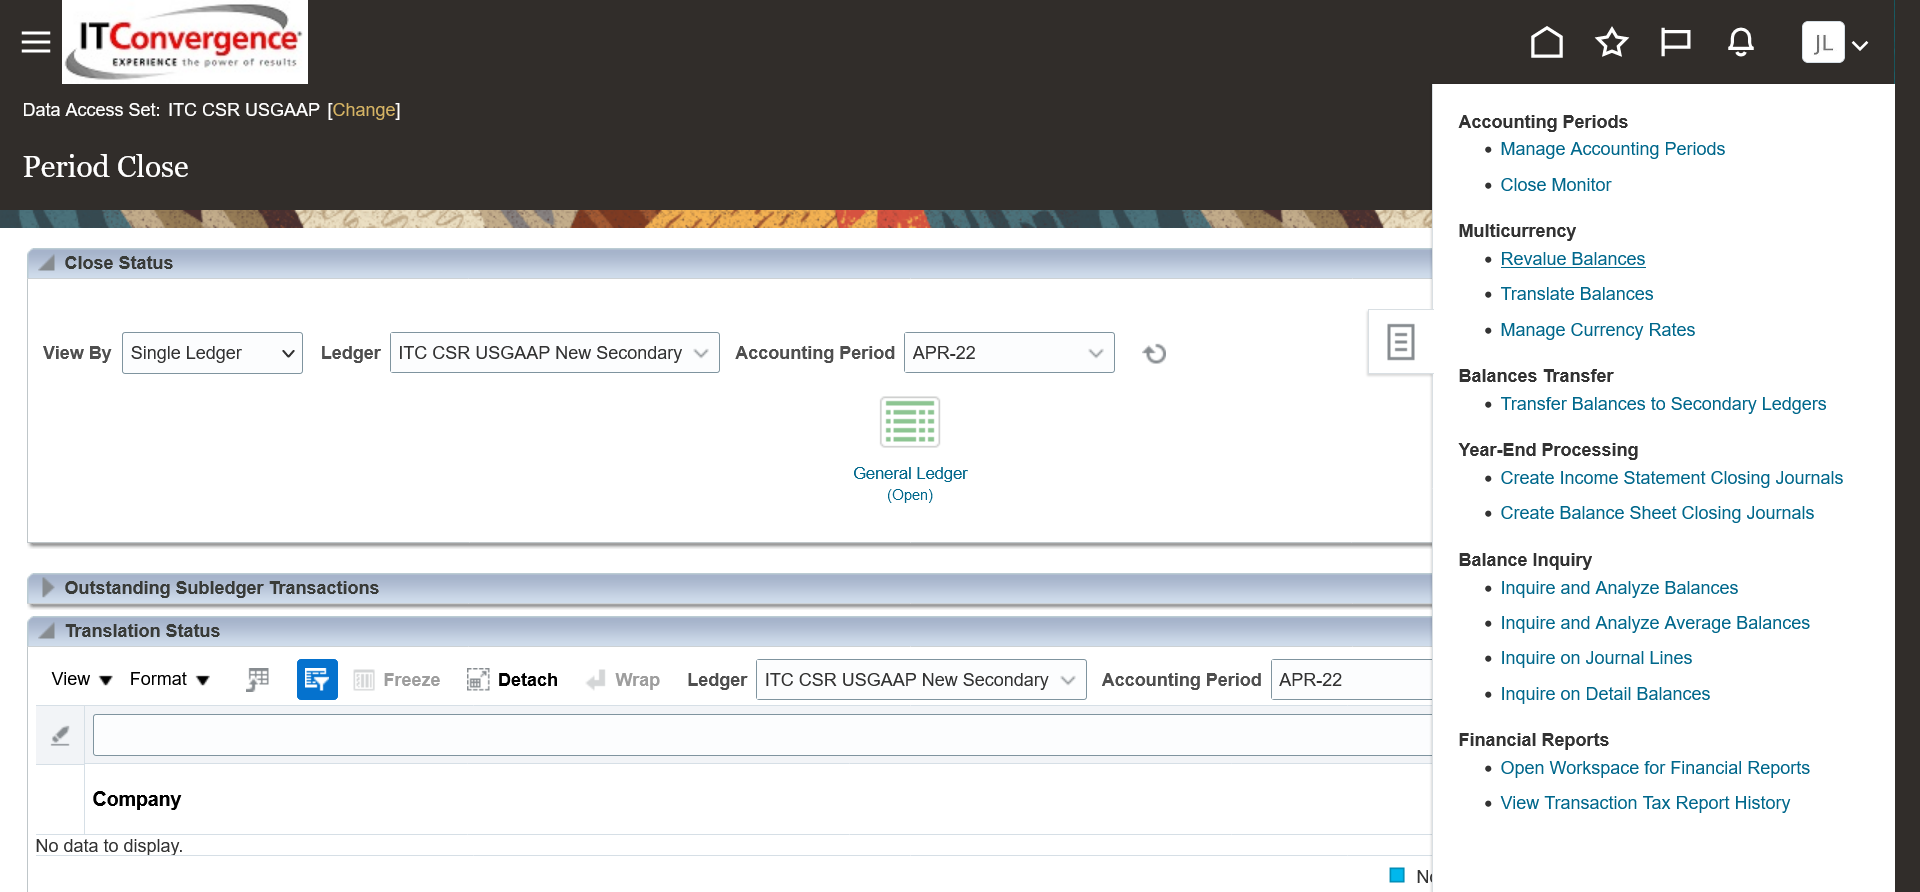 ITConvergence
EXPERIENCE the power of results
JL
Data Access Set: ITC CSR USGAAP [Change]
Period Close
Close Status
View By Single Ledger Ledger ITC CSR USGAAP New Secondary Accounting Period APR-22
General Ledger
(Open)
Outstanding Subledger Transactions
Translation Status
View Format Freeze Detach Wrap Ledger ITC CSR USGAAP New Secondary Accounting Period APR-22
Company
No data to display.
Accounting Periods
Manage Accounting Periods
Close Monitor
Multicurrency
Revalue Balances
Translate Balances
Manage Currency Rates
Balances Transfer
Transfer Balances to Secondary Ledgers
Year-End Processing
Create Income Statement Closing Journals
Create Balance Sheet Closing Journals
Balance Inquiry
Inquire and Analyze Balances
Inquire and Analyze Average Balances
Inquire on Journal Lines
Inquire on Detail Balances
Financial Reports
Open Workspace for Financial Reports
View Transaction Tax Report History